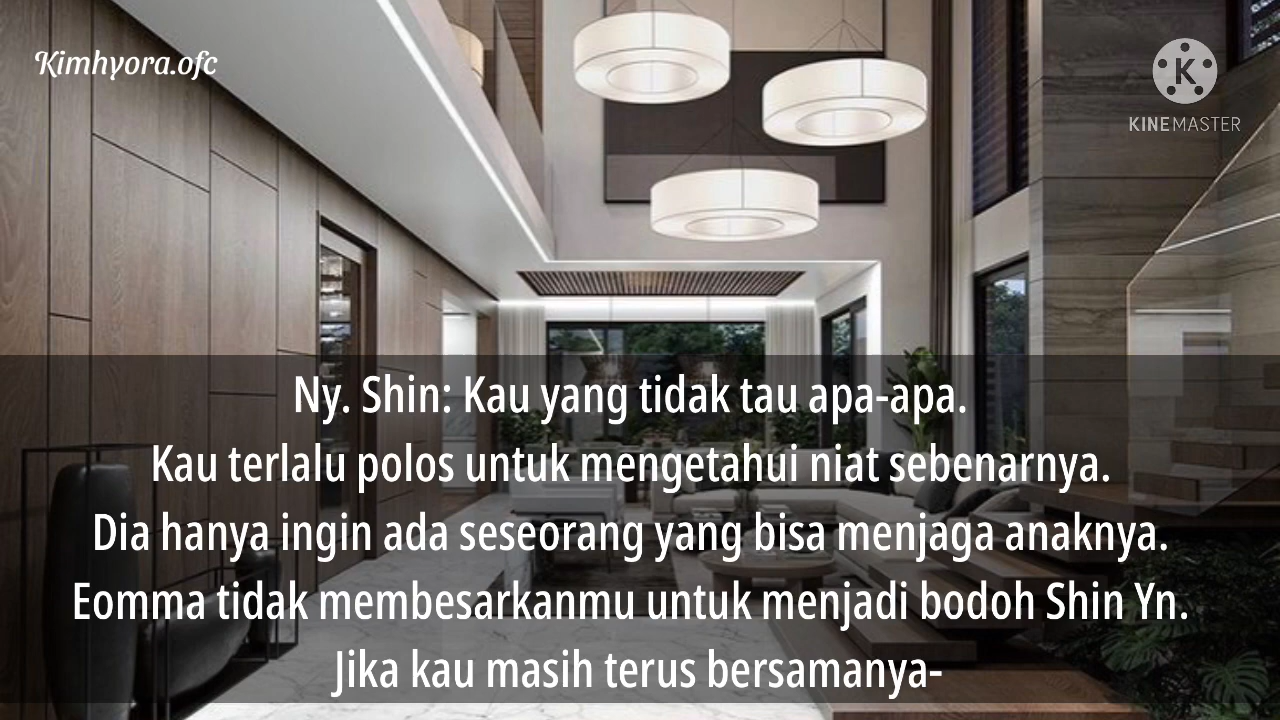 Kimhyora.ofc
K
KINEMASTER
Ny. Shin: Kau yang tidak tau apa-apa.
Kau terlalu polos untuk mengetahui niat sebenarnya.
Dia hanya ingin ada seseorang yang bisa menjaga anaknya.
Eomma tidak membesarkanmu untuk menjadi bodoh Shin Yn.
Jika kau masih terus bersamanya-